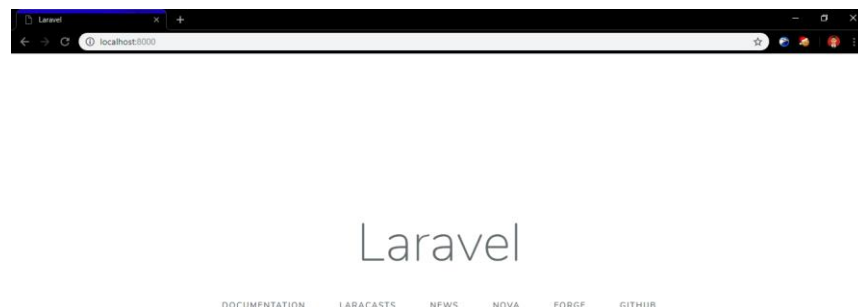 Laravel
localhost:8000
Laravel
DOCUMENTATION LARACASTS NEWS NOVA FORGE GITHUB